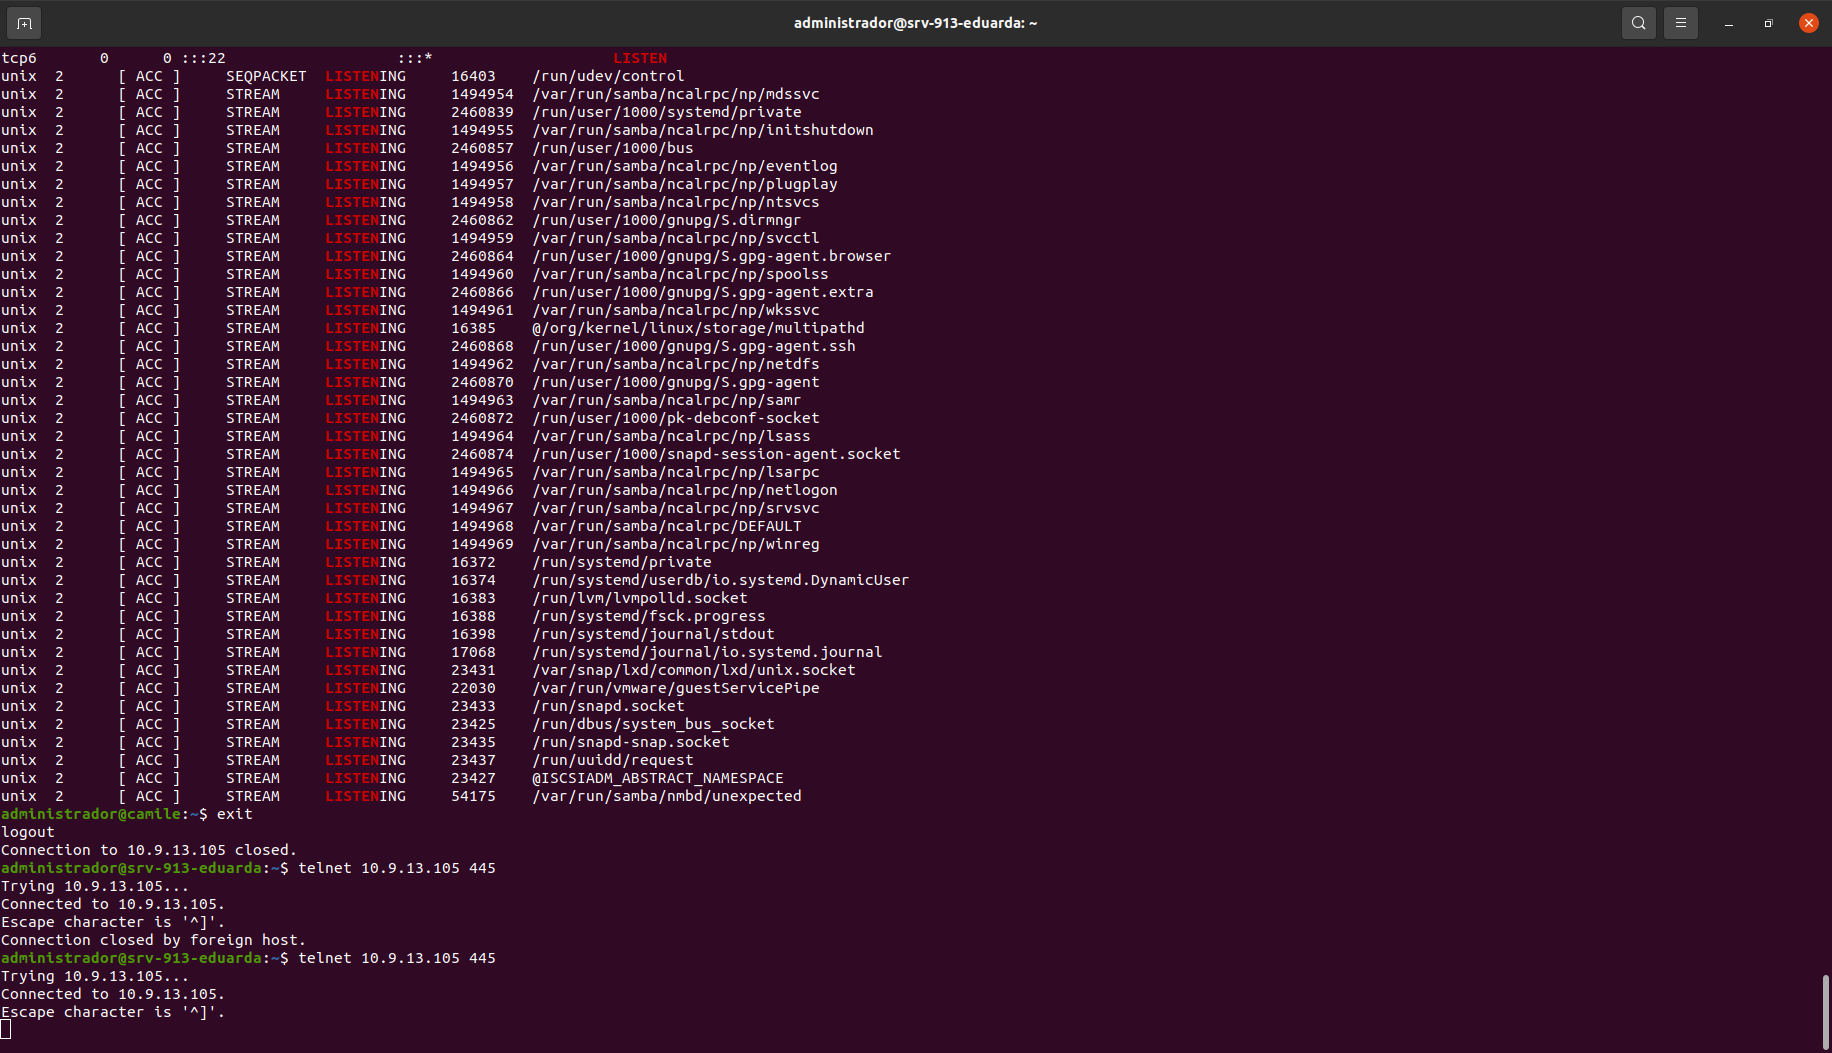 administrador@srv-913-eduarda: ~
tcp6       0      0 :::22                   :::*                    LISTEN
unix  2      [ ACC ]     SEQPACKET  LISTENING     16403    /run/udev/control
unix  2      [ ACC ]     STREAM     LISTENING     1494954  /var/run/samba/ncalrpc/np/mdssvc
unix  2      [ ACC ]     STREAM     LISTENING     2460839  /run/user/1000/systemd/private
unix  2      [ ACC ]     STREAM     LISTENING     1494955  /var/run/samba/ncalrpc/np/initshutdown
unix  2      [ ACC ]     STREAM     LISTENING     2460857  /run/user/1000/bus
unix  2      [ ACC ]     STREAM     LISTENING     1494956  /var/run/samba/ncalrpc/np/eventlog
unix  2      [ ACC ]     STREAM     LISTENING     1494957  /var/run/samba/ncalrpc/np/plugplay
unix  2      [ ACC ]     STREAM     LISTENING     1494958  /var/run/samba/ncalrpc/np/ntsvcs
unix  2      [ ACC ]     STREAM     LISTENING     2460862  /run/user/1000/gnupg/S.dirmngr
unix  2      [ ACC ]     STREAM     LISTENING     1494959  /var/run/samba/ncalrpc/np/svcctl
unix  2      [ ACC ]     STREAM     LISTENING     2460864  /run/user/1000/gnupg/S.gpg-agent.browser
unix  2      [ ACC ]     STREAM     LISTENING     1494960  /var/run/samba/ncalrpc/np/spoolss
unix  2      [ ACC ]     STREAM     LISTENING     2460866  /run/user/1000/gnupg/S.gpg-agent.extra
unix  2      [ ACC ]     STREAM     LISTENING     1494961  /var/run/samba/ncalrpc/np/wkssvc
unix  2      [ ACC ]     STREAM     LISTENING     16385    @/org/kernel/linux/storage/multipathd
unix  2      [ ACC ]     STREAM     LISTENING     2460868  /run/user/1000/gnupg/S.gpg-agent.ssh
unix  2      [ ACC ]     STREAM     LISTENING     1494962  /var/run/samba/ncalrpc/np/netdfs
unix  2      [ ACC ]     STREAM     LISTENING     2460870  /run/user/1000/gnupg/S.gpg-agent
unix  2      [ ACC ]     STREAM     LISTENING     1494963  /var/run/samba/ncalrpc/np/samr
unix  2      [ ACC ]     STREAM     LISTENING     2460872  /run/user/1000/pk-debconf-socket
unix  2      [ ACC ]     STREAM     LISTENING     1494964  /var/run/samba/ncalrpc/np/lsass
unix  2      [ ACC ]     STREAM     LISTENING     2460874  /run/user/1000/snapd-session-agent.socket
unix  2      [ ACC ]     STREAM     LISTENING     1494965  /var/run/samba/ncalrpc/np/lsarpc
unix  2      [ ACC ]     STREAM     LISTENING     1494966  /var/run/samba/ncalrpc/np/netlogon
unix  2      [ ACC ]     STREAM     LISTENING     1494967  /var/run/samba/ncalrpc/np/srvsvc
unix  2      [ ACC ]     STREAM     LISTENING     1494968  /var/run/samba/ncalrpc/DEFAULT
unix  2      [ ACC ]     STREAM     LISTENING     1494969  /var/run/samba/ncalrpc/np/winreg
unix  2      [ ACC ]     STREAM     LISTENING     16372    /run/systemd/private
unix  2      [ ACC ]     STREAM     LISTENING     16374    /run/systemd/userdb/io.systemd.DynamicUser
unix  2      [ ACC ]     STREAM     LISTENING     16383    /run/lvm/lvmpolld.socket
unix  2      [ ACC ]     STREAM     LISTENING     16388    /run/systemd/fsck.progress
unix  2      [ ACC ]     STREAM     LISTENING     16398    /run/systemd/journal/stdout
unix  2      [ ACC ]     STREAM     LISTENING     17068    /run/systemd/journal/io.systemd.journal
unix  2      [ ACC ]     STREAM     LISTENING     23431    /var/snap/lxd/common/lxd/unix.socket
unix  2      [ ACC ]     STREAM     LISTENING     22030    /var/run/vmware/guestServicePipe
unix  2      [ ACC ]     STREAM     LISTENING     23433    /run/snapd.socket
unix  2      [ ACC ]     STREAM     LISTENING     23425    /run/dbus/system_bus_socket
unix  2      [ ACC ]     STREAM     LISTENING     23435    /run/snapd-snap.socket
unix  2      [ ACC ]     STREAM     LISTENING     23437    /run/uuidd/request
unix  2      [ ACC ]     STREAM     LISTENING     23427    @ISCSIADM_ABSTRACT_NAMESPACE
unix  2      [ ACC ]     STREAM     LISTENING     54175    /var/run/samba/nmbd/unexpected
administrador@camile:~$ exit
logout
Connection to 10.9.13.105 closed.
administrador@srv-913-eduarda:~$ telnet 10.9.13.105 445
Trying 10.9.13.105...
Connected to 10.9.13.105.
Escape character is '^]'.
Connection closed by foreign host.
administrador@srv-913-eduarda:~$ telnet 10.9.13.105 445
Trying 10.9.13.105...
Connected to 10.9.13.105.
Escape character is '^]'.